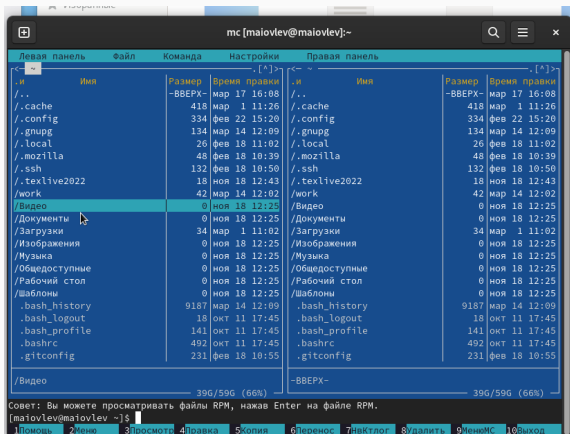 mc [maiovlev@maiovlev]:~
Левая панель Файл Команда Настройки Правая панель
<— ~ .[^]> <— ~ .[^]>
.и Имя Размер Время правки .и Имя Размер Время правки
/.. -ВВЕРХ- мар 17 16:08 /.. -ВВЕРХ- мар 17 16:08
/.cache 418 мар 1 11:26 /.cache 418 мар 1 11:26
/.config 334 фев 22 15:20 /.config 334 фев 22 15:20
/.gnupg 134 мар 14 12:09 /.gnupg 134 мар 14 12:09
/.local 26 фев 18 11:02 /.local 26 фев 18 11:02
/.mozilla 48 фев 18 10:39 /.mozilla 48 фев 18 10:39
/.ssh 132 фев 18 10:50 /.ssh 132 фев 18 10:50
/.texlive2022 18 ноя 18 12:43 /.texlive2022 18 ноя 18 12:43
/work 42 мар 14 12:02 /work 42 мар 14 12:02
/Видео 0 ноя 18 12:25 /Видео 0 ноя 18 12:25
/Документы 0 ноя 18 12:25 /Документы 0 ноя 18 12:25
/Загрузки 34 мар 1 11:02 /Загрузки 34 мар 1 11:02
/Изображения 0 ноя 18 12:25 /Изображения 0 ноя 18 12:25
/Музыка 0 ноя 18 12:25 /Музыка 0 ноя 18 12:25
/Общедоступные 0 ноя 18 12:25 /Общедоступные 0 ноя 18 12:25
/Рабочий стол 0 ноя 18 12:25 /Рабочий стол 0 ноя 18 12:25
/Шаблоны 0 ноя 18 12:25 /Шаблоны 0 ноя 18 12:25
.bash_history 9187 мар 14 12:09 .bash_history 9187 мар 14 12:09
.bash_logout 18 окт 11 17:45 .bash_logout 18 окт 11 17:45
.bash_profile 141 окт 11 17:45 .bash_profile 141 окт 11 17:45
.bashrc 492 окт 11 17:45 .bashrc 492 окт 11 17:45
.gitconfig 231 фев 18 10:55 .gitconfig 231 фев 18 10:55
/Видео -ВВЕРХ-
39G/59G (66%) 39G/59G (66%)
Совет: Вы можете просматривать файлы RPM, нажав Enter на файле RPM.
[maiovlev@maiovlev ~]$
1Помощь 2Меню 3Просмотр 4Правка 5Копия 6Перенос 7НвКтлог 8Удалить 9МенюMC 10Выход